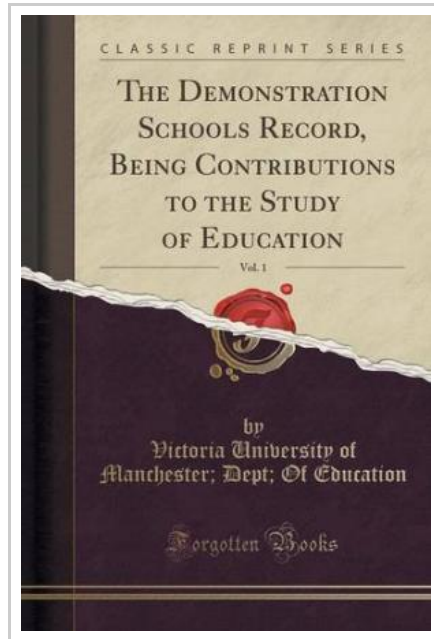 CLASSIC REPRINT SERIES
THE DEMONSTRATION
SCHOOLS RECORD,
BEING CONTRIBUTIONS
TO THE STUDY
OF EDUCATION
Vol. 1
by
Victoria University of
Manchester; Dept; Of Education
Forgotten Books